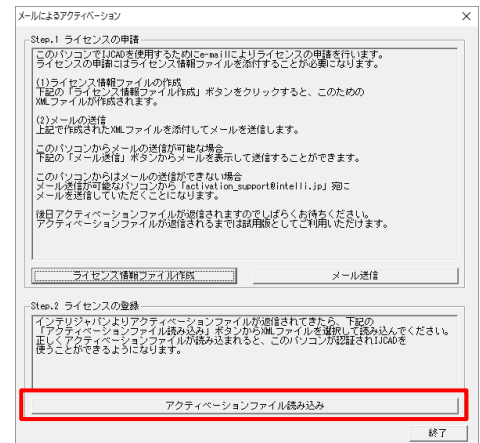 メールによるアクティベーション
Step.1 ライセンスの申請
このパソコンでIJCADを使用するためにe-mailによりライセンスの申請を行います。
ライセンスの申請にはライセンス情報ファイルを添付することが必要になります。
(1)ライセンス情報ファイルの作成
下記の「ライセンス情報ファイル作成」ボタンをクリックすると、このための
XMLファイルが作成されます。
(2)メールの送信
上記で作成されたXMLファイルを添付してメールを送信します。
このパソコンからメールの送信が可能な場合
下記の「メール送信」ボタンからメールを表示して送信することができます。
このパソコンからはメールの送信ができない場合
メール送信が可能なパソコンから「activation_support@intelli.jp」宛に
メールを送信していただくことになります。
後日アクティベーションファイルが返信されますのでしばらくお待ちください。
アクティベーションファイルが返信されるまでは試用版としてご利用いただけます。
ライセンス情報ファイル作成
メール送信
Step.2 ライセンスの登録
インテリジャパンよりアクティベーションファイルが返信されてきたら、下記の
「アクティベーションファイル読み込み」ボタンからXMLファイルを選択して読み込んでください。
正しくアクティベーションファイルが読み込まれると、このパソコンが認証されIJCADを
使うことができるようになります。
アクティベーションファイル読み込み
終了